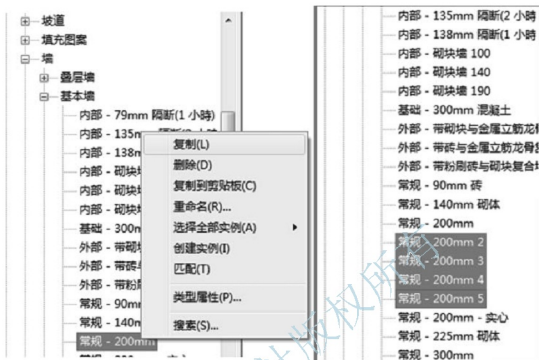 坡道
填充图案
墙
叠层墙
基本墙
内部 - 79mm 隔断(1 小时)
内部 - 135m
内部 - 138m
内部 - 砌块
内部 - 砌块
内部 - 砌块
基础 - 300m
外部 - 带砌
外部 - 带砖
外部 - 带粉
常规 - 90mm
常规 - 140m
常规 - 200mm
复制(L)
删除(D)
复制到剪贴板(C)
重命名(R)...
选择全部实例(A)
创建实例(I)
匹配(T)
类型属性(P)...
搜索(S)...
内部 - 135mm 隔断(2 小时
内部 - 138mm 隔断(1 小时
内部 - 砌块墙 100
内部 - 砌块墙 140
内部 - 砌块墙 190
基础 - 300mm 混凝土
外部 - 带砌块与金属立筋龙
外部 - 带砖与金属立筋龙骨
外部 - 带粉刷砖与砌块复合
常规 - 90mm 砖
常规 - 140mm 砌体
常规 - 200mm
常规 - 200mm 2
常规 - 200mm 3
常规 - 200mm 4
常规 - 200mm 5
常规 - 200mm - 实心
常规 - 225mm 砌体
常规 - 300mm
版权所有